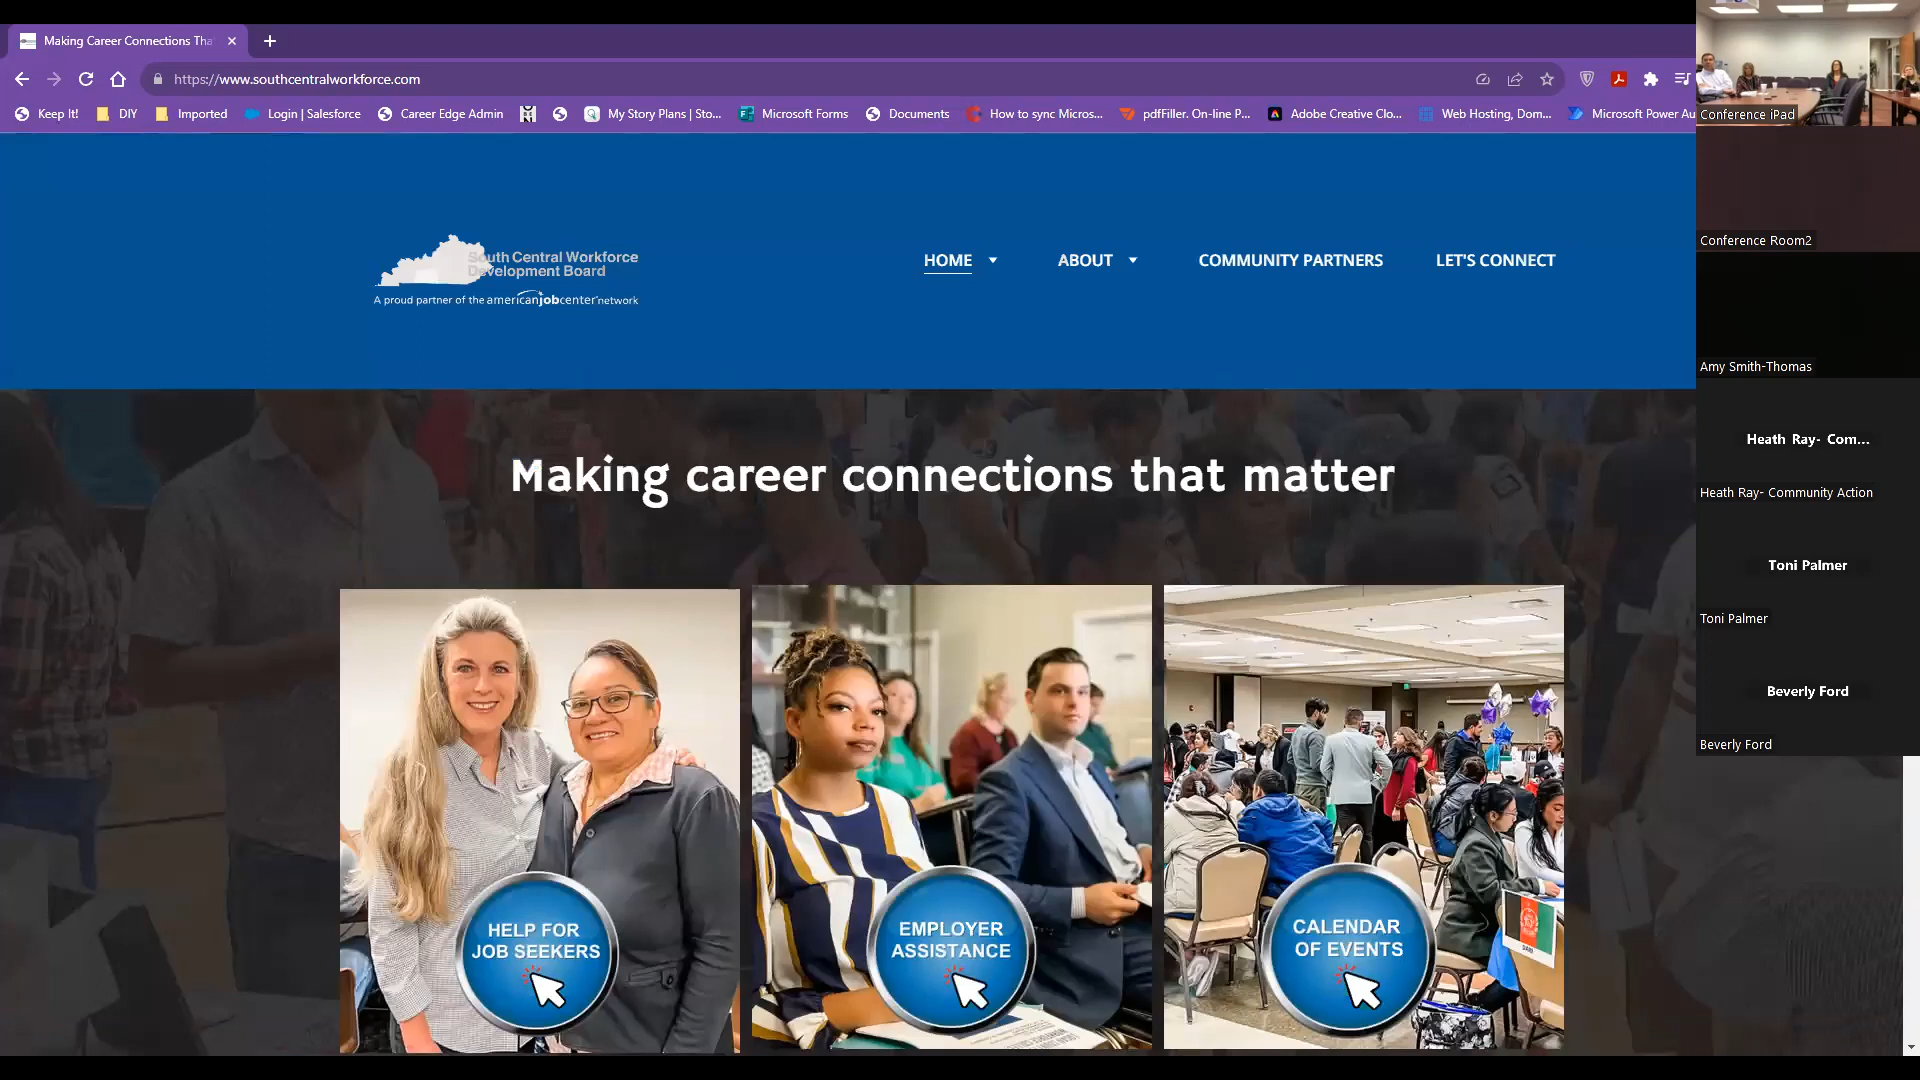 Making Career Connections Tha
https://www.southcentralworkforce.com
Keep It!
DIY
Imported
Login | Salesforce
Career Edge Admin
My Story Plans | Sto...
Microsoft Forms
Documents
How to sync Micros...
pdfFiller. On-line P...
Adobe Creative Clo...
Web Hosting, Dom...
Microsoft Power Au
Conference iPad
Conference Room2
Amy Smith-Thomas
Heath Ray- Com...
Heath Ray- Community Action
Toni Palmer
Toni Palmer
Beverly Ford
Beverly Ford
South Central Workforce
Development Board
A proud partner of the americanjobcenter network
HOME
ABOUT
COMMUNITY PARTNERS
LET'S CONNECT
Making career connections that matter
HELP FOR
JOB SEEKERS
EMPLOYER
ASSISTANCE
CALENDAR
OF EVENTS
DARI